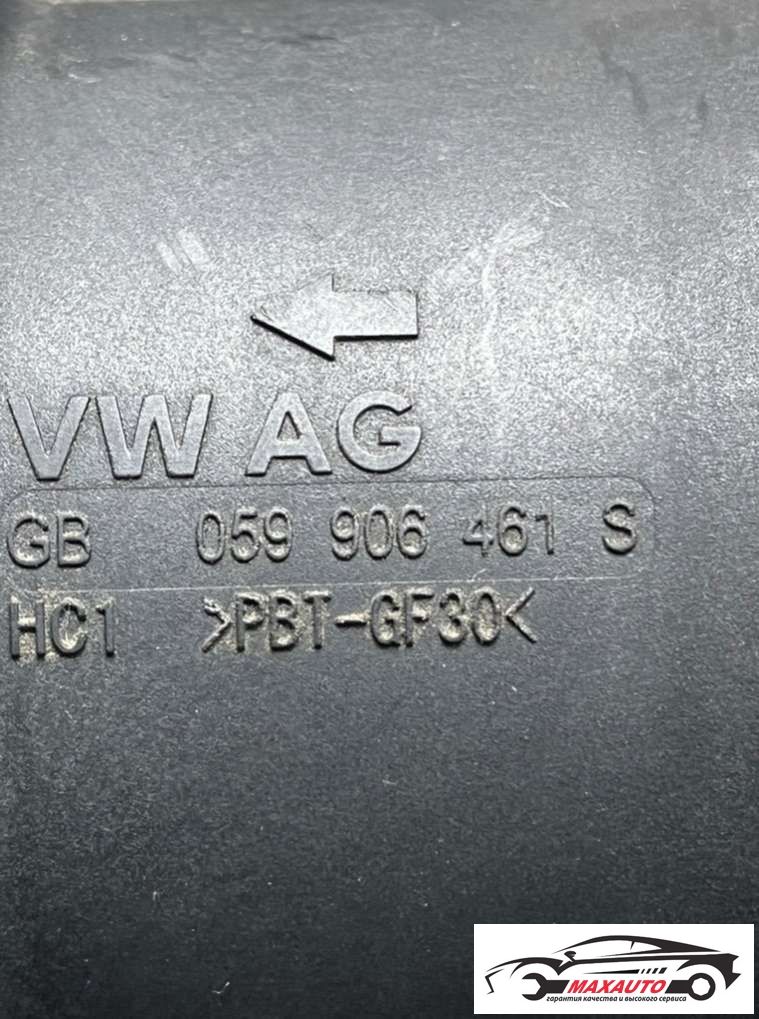 VW AG
GB 059 906 461 S
HC1 >PBT-GF30<
MAXAUTO
гарантия качества и высокого сервиса